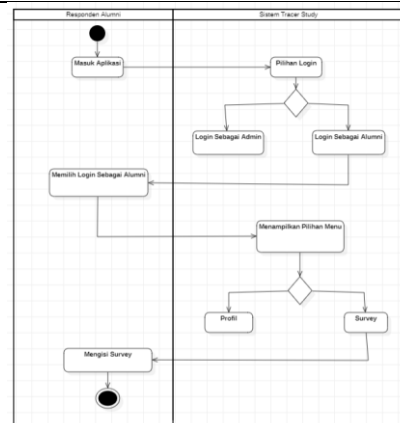 Responden Alumni
Sistem Tracer Study
Masuk Aplikasi
Pilihan Login
Login Sebagai Admin
Login Sebagai Alumni
Memilih Login Sebagai Alumni
Menampilkan Pilihan Menu
Profil
Survey
Mengisi Survey